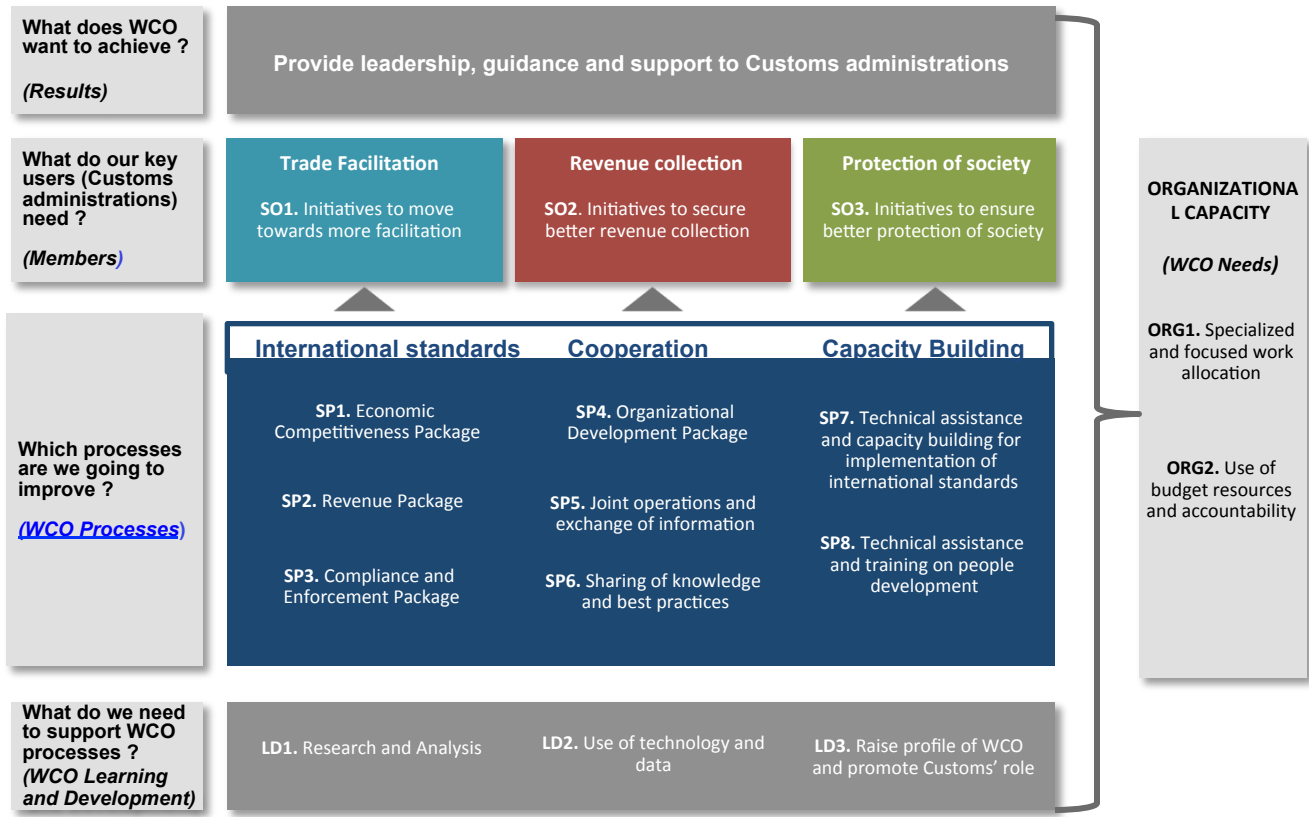 What does WCO
want to achieve ?
(Results)
Provide leadership, guidance and support to Customs administrations
What do our key
users (Customs
administrations)
need ?
(Members)
Trade Facilitation
SO1. Initiatives to move
towards more facilitation
Revenue collection
SO2. Initiatives to secure
better revenue collection
Protection of society
SO3. Initiatives to ensure
better protection of society
Which processes
are we going to
improve ?
(WCO Processes)
International standards
SP1. Economic
Competitiveness Package
SP2. Revenue Package
SP3. Compliance and
Enforcement Package
Cooperation
SP4. Organizational
Development Package
SP5. Joint operations and
exchange of information
SP6. Sharing of knowledge
and best practices
Capacity Building
SP7. Technical assistance
and capacity building for
implementation of
international standards
SP8. Technical assistance
and training on people
development
What do we need
to support WCO
processes ?
(WCO Learning
and Development)
LD1. Research and Analysis
LD2. Use of technology and
data
LD3. Raise profile of WCO
and promote Customs’ role
ORGANIZATIONA
L CAPACITY
(WCO Needs)
ORG1. Specialized
and focused work
allocation
ORG2. Use of
budget resources
and accountability